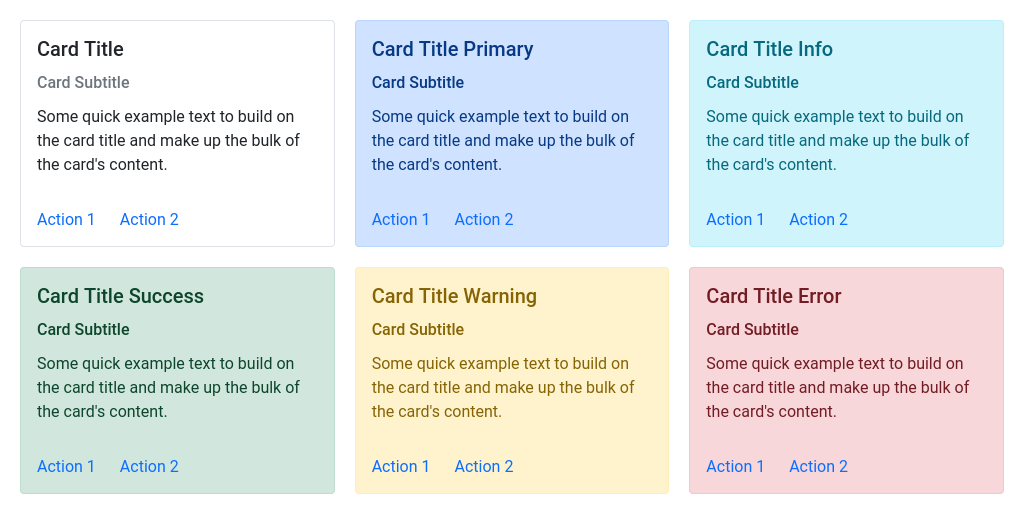 Card Title
Card Subtitle
Some quick example text to build on
the card title and make up the bulk of
the card's content.
Action 1 Action 2
Card Title Primary
Card Subtitle
Some quick example text to build on
the card title and make up the bulk of
the card's content.
Action 1 Action 2
Card Title Info
Card Subtitle
Some quick example text to build on
the card title and make up the bulk of
the card's content.
Action 1 Action 2
Card Title Success
Card Subtitle
Some quick example text to build on
the card title and make up the bulk of
the card's content.
Action 1 Action 2
Card Title Warning
Card Subtitle
Some quick example text to build on
the card title and make up the bulk of
the card's content.
Action 1 Action 2
Card Title Error
Card Subtitle
Some quick example text to build on
the card title and make up the bulk of
the card's content.
Action 1 Action 2